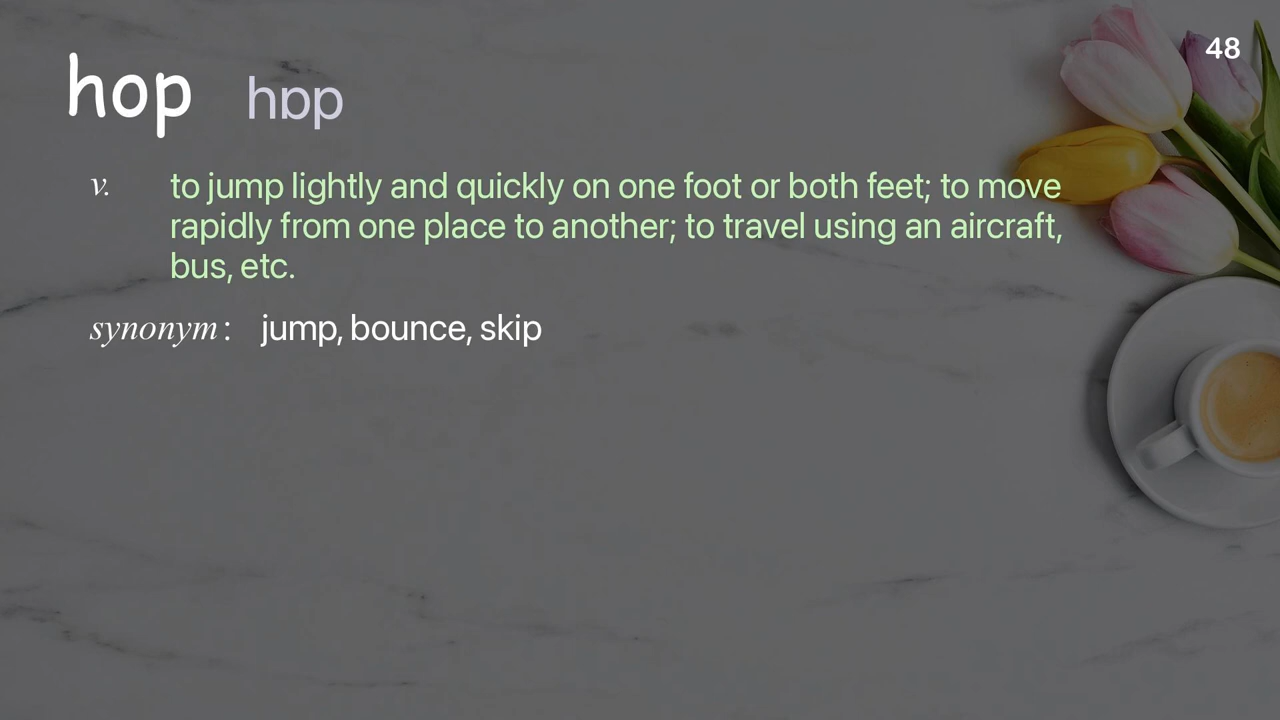 48
hop hɒp
v. to jump lightly and quickly on one foot or both feet; to move
rapidly from one place to another; to travel using an aircraft,
bus, etc.
synonym: jump, bounce, skip